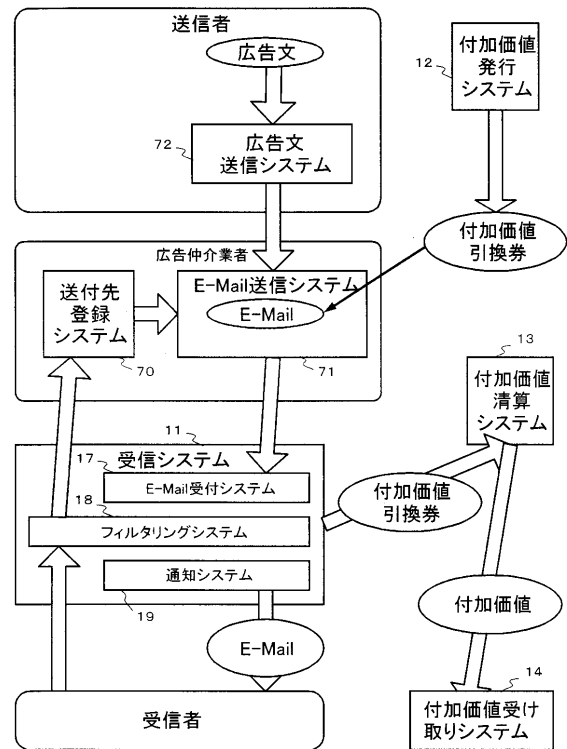 送信者
広告文
72
広告文
送信システム
12
付加価値
発行
システム
付加価値
引換券
広告仲介業者
送付先
登録
システム
70
E-Mail送信システム
E-Mail
71
13
付加価値
清算
システム
11
受信システム
17
E-Mail受付システム
18
フィルタリングシステム
通知システム
19
付加価値
引換券
E-Mail
付加価値
受信者
14
付加価値受け
取りシステム